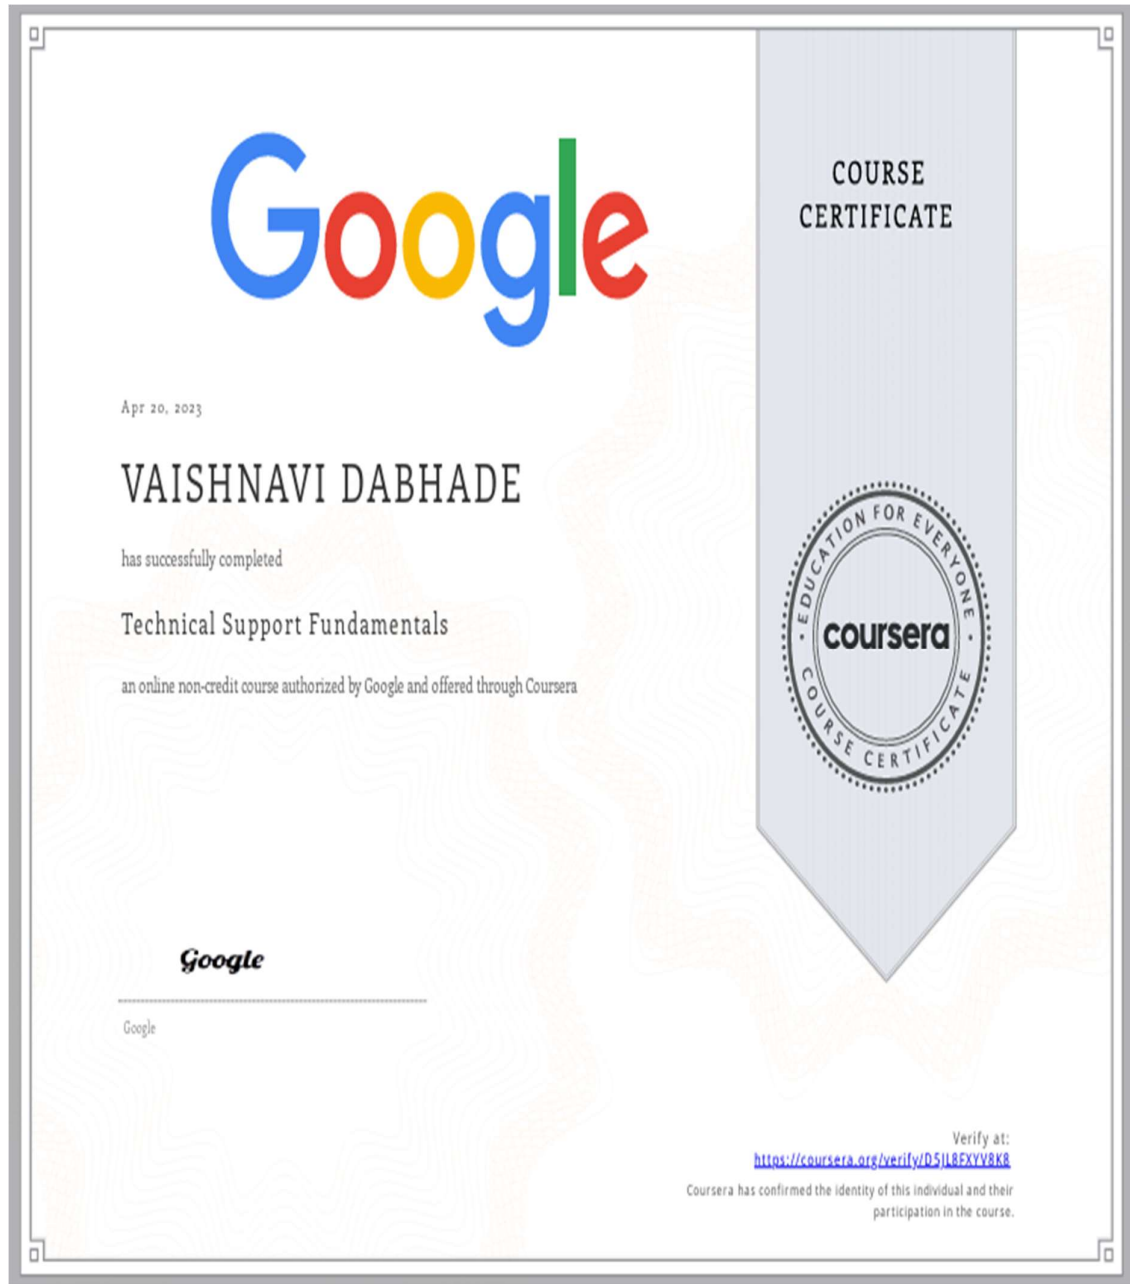 Google
COURSE
CERTIFICATE
Apr 20, 2023
VAISHNAVI DABHADE
has successfully completed
Technical Support Fundamentals
an online non-credit course authorized by Google and offered through Coursera
EDUCATION FOR EVERYONE
coursera
COURSE CERTIFICATE
Google
Google
Verify at:
https://coursera.org/verify/D5JL8FXYV8K8
Coursera has confirmed the identity of this individual and their
participation in the course.